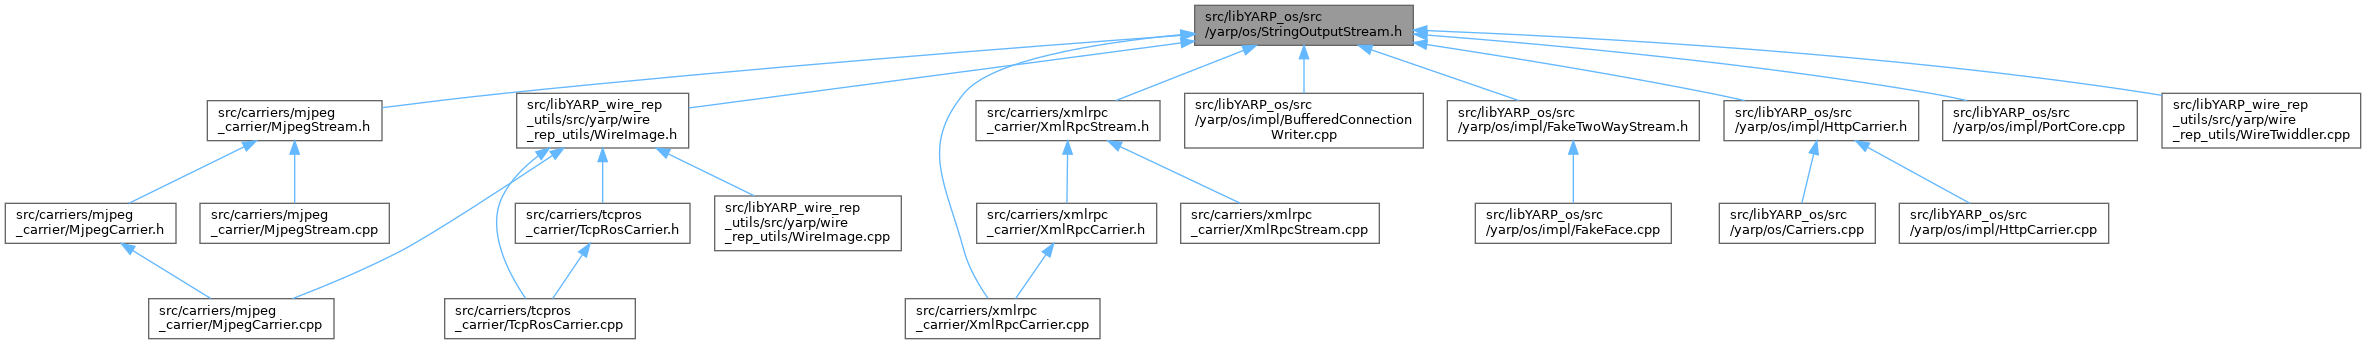 src/libYARP_os/src
/yarp/os/StringOutputStream.h
src/carriers/mjpeg
_carrier/MjpegStream.h
src/libYARP_wire_rep
_utils/src/yarp/wire
_rep_utils/WireImage.h
src/carriers/xmlrpc
_carrier/XmlRpcStream.h
src/libYARP_os/src
/yarp/os/impl/BufferedConnection
Writer.cpp
src/libYARP_os/src
/yarp/os/impl/FakeTwoWayStream.h
src/libYARP_os/src
/yarp/os/impl/HttpCarrier.h
src/libYARP_os/src
/yarp/os/impl/PortCore.cpp
src/libYARP_wire_rep
_utils/src/yarp/wire
_rep_utils/WireTwiddler.cpp
src/carriers/mjpeg
_carrier/MjpegCarrier.h
src/carriers/mjpeg
_carrier/MjpegStream.cpp
src/carriers/tcpros
_carrier/TcpRosCarrier.h
src/libYARP_wire_rep
_utils/src/yarp/wire
_rep_utils/WireImage.cpp
src/carriers/xmlrpc
_carrier/XmlRpcCarrier.h
src/carriers/xmlrpc
_carrier/XmlRpcStream.cpp
src/libYARP_os/src
/yarp/os/impl/FakeFace.cpp
src/libYARP_os/src
/yarp/os/Carriers.cpp
src/libYARP_os/src
/yarp/os/impl/HttpCarrier.cpp
src/carriers/mjpeg
_carrier/MjpegCarrier.cpp
src/carriers/tcpros
_carrier/TcpRosCarrier.cpp
src/carriers/xmlrpc
_carrier/XmlRpcCarrier.cpp